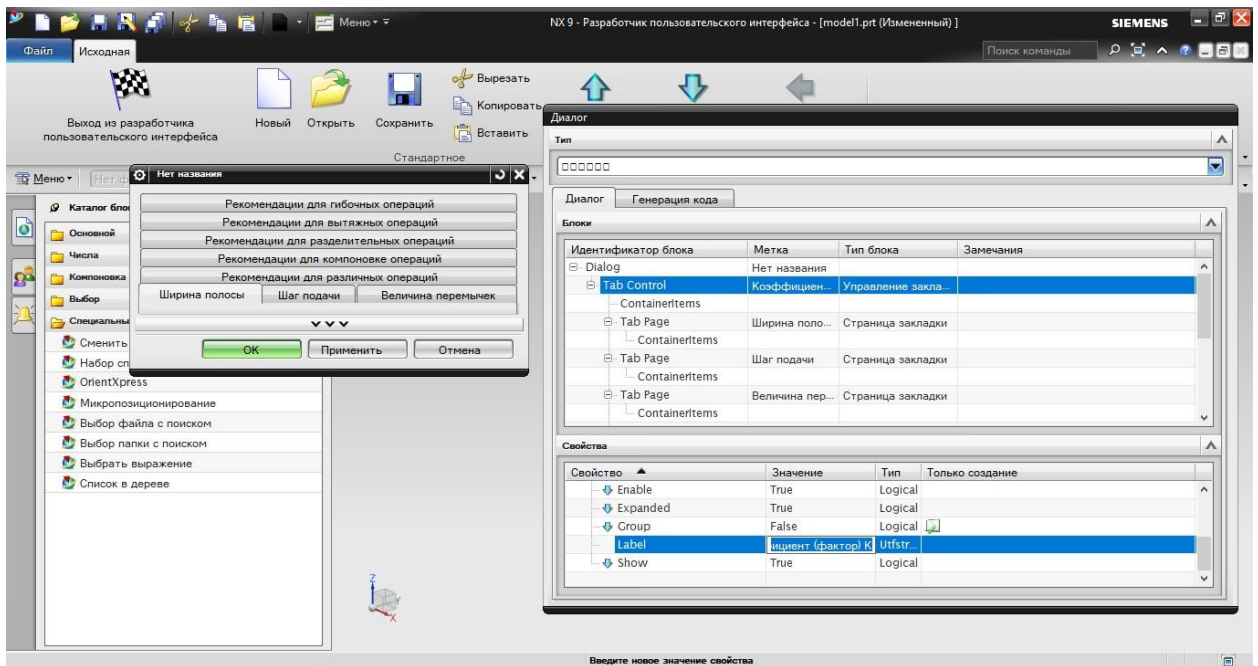 Меню
NX 9 - Разработчик пользовательского интерфейса - [model1.prt (Измененный) ]
SIEMENS
Файл
Исходная
Поиск команды
Выход из разработчика
пользовательского интерфейса
Новый
Открыть
Сохранить
Вырезать
Копировать
Вставить
Стандартное
Меню
Каталог
Основной
Числа
Компоновка
Выбор
Сменить
Набор
OrientXpress
Микропозиционирование
Выбор файла с поиском
Выбор папки с поиском
Выбрать выражение
Список в дереве
Нет названия
Рекомендации для гибочных операций
Рекомендации для вытяжных операций
Рекомендации для разделительных операций
Рекомендации для компоновке операций
Рекомендации для различных операций
Ширина полосы Шаг подачи Величина перемычек
OK Применить Отмена
Диалог
Тип
□□□□□□
Диалог Генерация кода
Блоки
Идентификатор блока Метка Тип блока Замечания
Dialog Нет названия
Tab Control Коэффициен... Управление закла...
ContainerItems
Tab Page Ширина поло... Страница закладки
ContainerItems
Tab Page Шаг подачи Страница закладки
ContainerItems
Tab Page Величина пер... Страница закладки
ContainerItems
Свойства
Свойство Значение Тип Только создание
Enable True Logical
Expanded True Logical
Group False Logical
Label ициент (фактор) К Utfstr...
Show True Logical
Z
X
Введите новое значение свойства